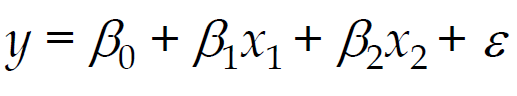 y = β₀ + β₁x₁ + β₂x₂ + ε